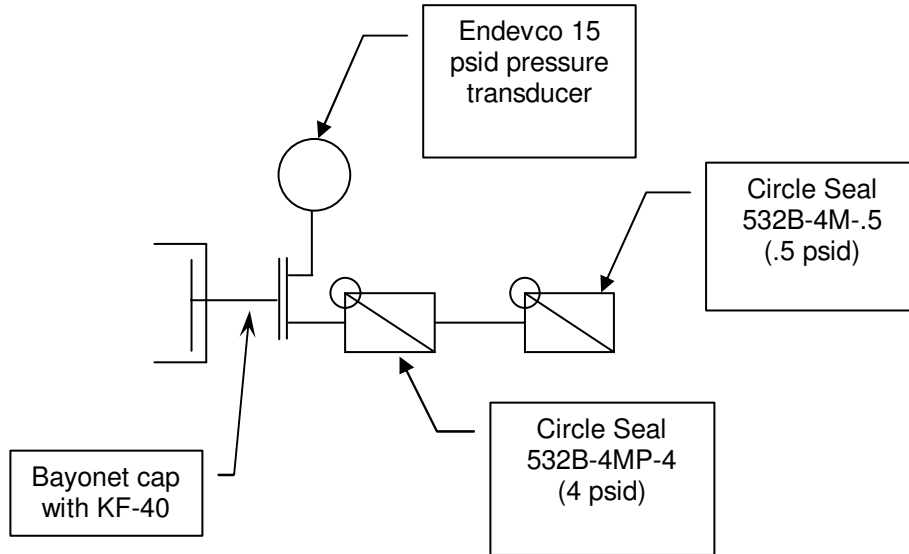 Endevco 15
psid pressure
transducer
Circle Seal
532B-4M-.5
(.5 psid)
Circle Seal
532B-4MP-4
(4 psid)
Bayonet cap
with KF-40